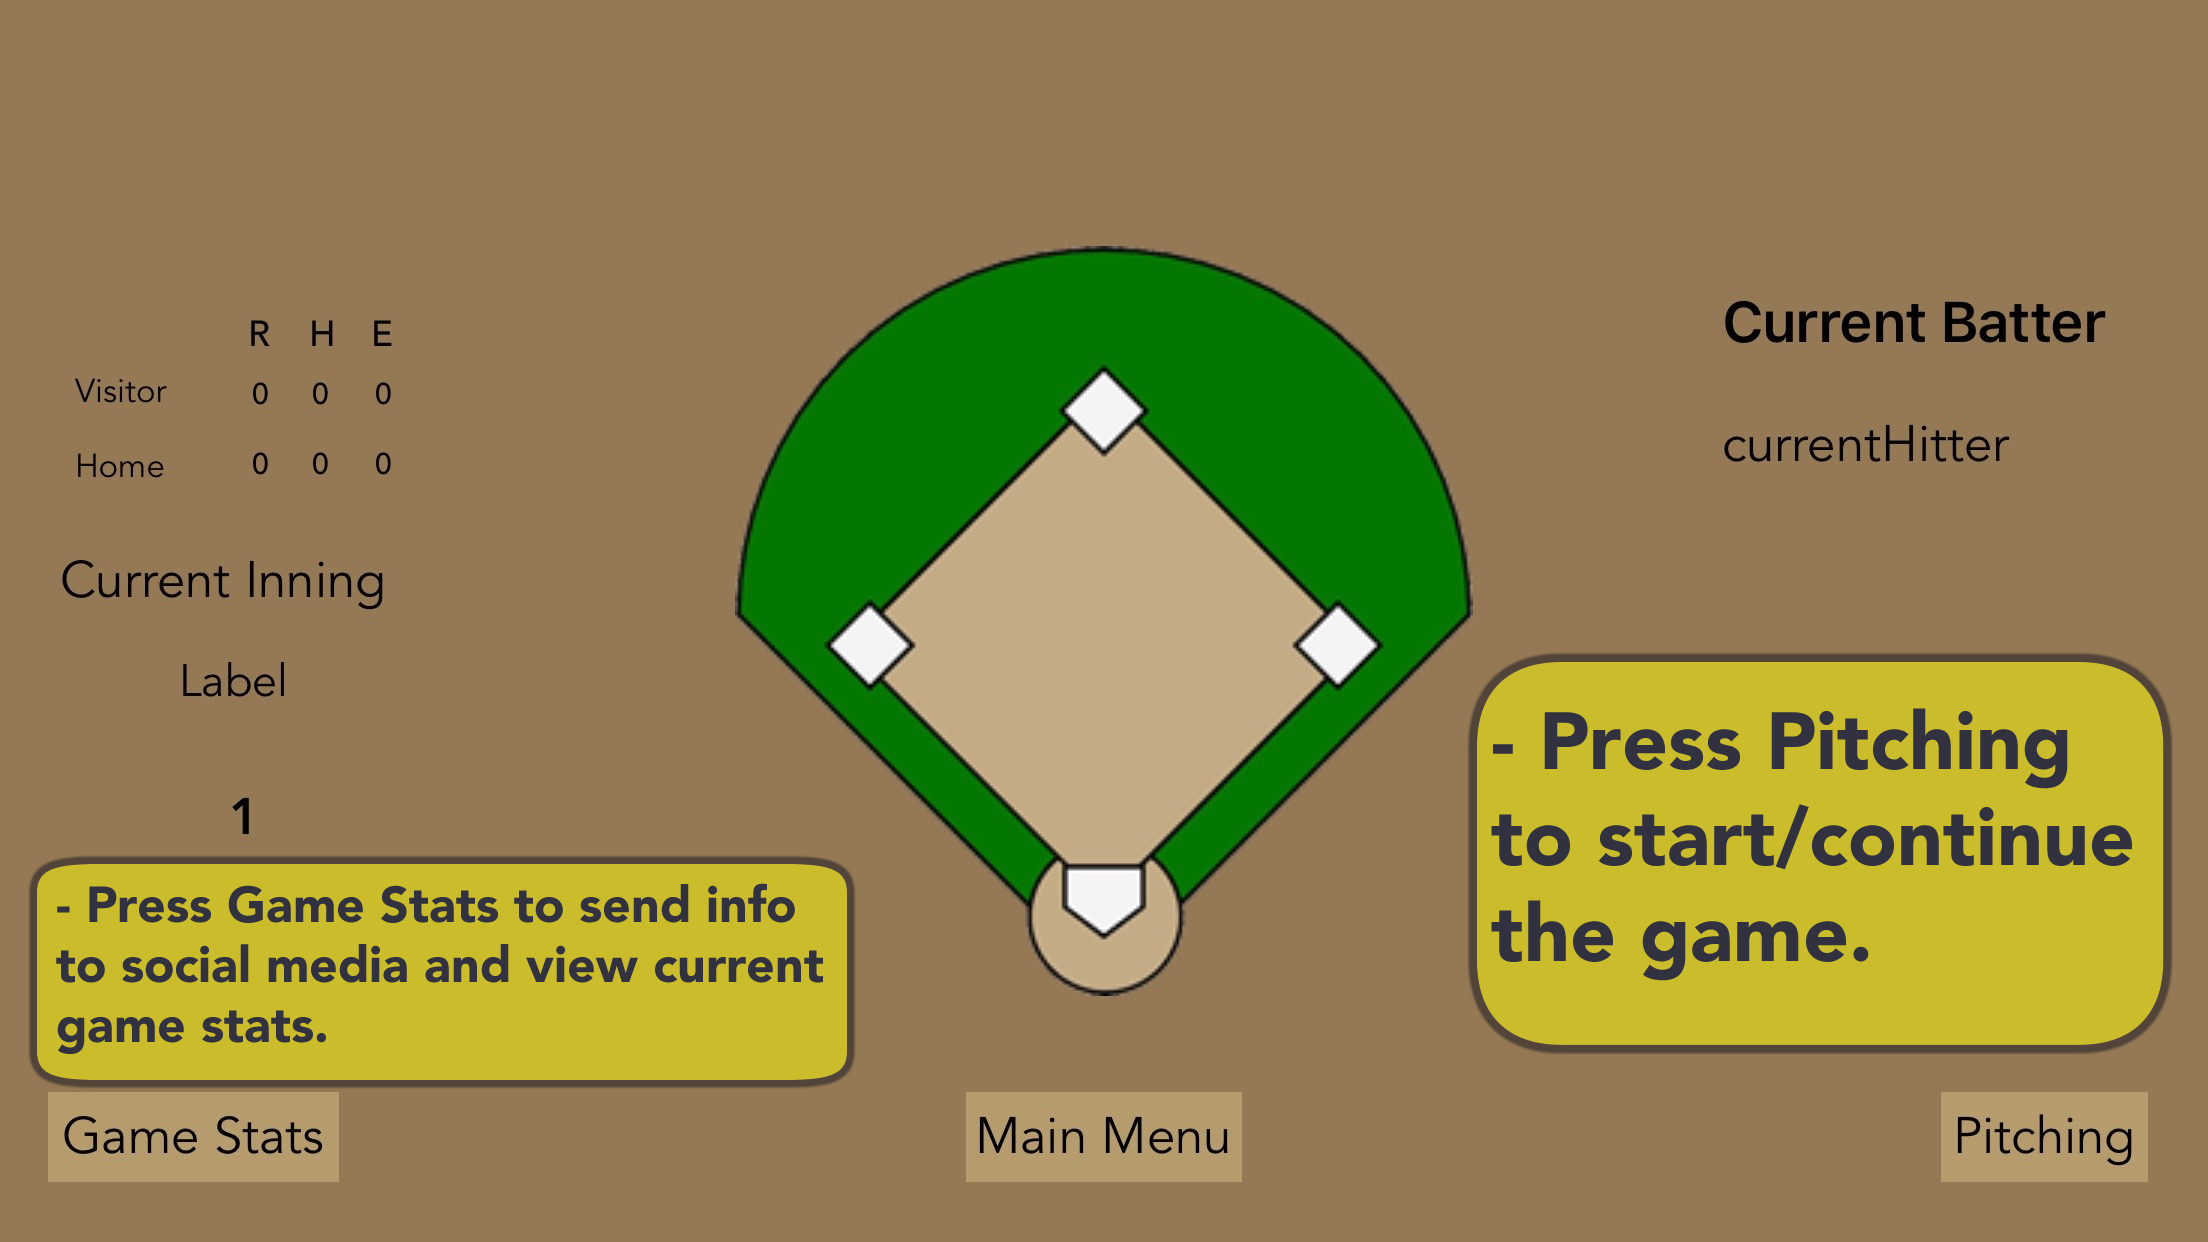 R H E
Visitor 0 0 0
Home 0 0 0
Current Inning
Label
1
- Press Game Stats to send info
to social media and view current
game stats.
Game Stats
Main Menu
Current Batter
currentHitter
- Press Pitching
to start/continue
the game.
Pitching